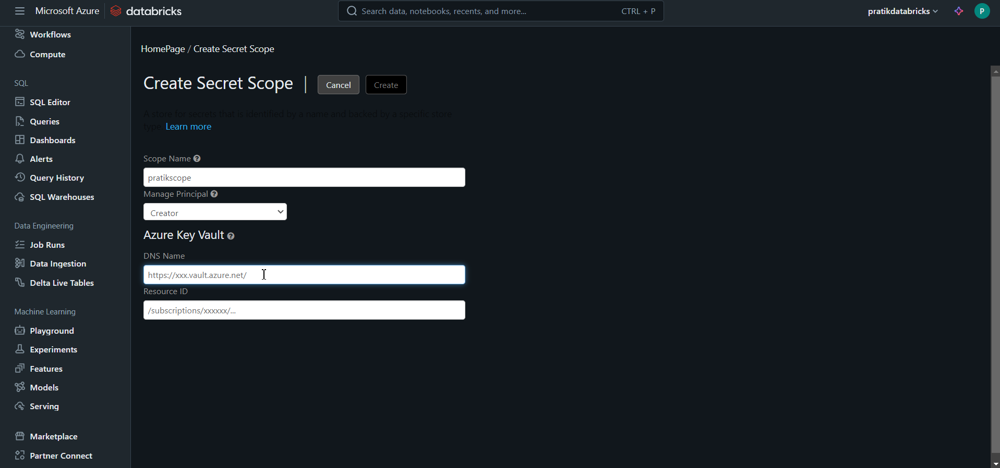 Microsoft Azure databricks
Search data, notebooks, recents, and more... CTRL + P
pratikdatabricks P
Workflows
Compute
SQL
SQL Editor
Queries
Dashboards
Alerts
Query History
SQL Warehouses
Data Engineering
Job Runs
Data Ingestion
Delta Live Tables
Machine Learning
Playground
Experiments
Features
Models
Serving
Marketplace
Partner Connect
HomePage / Create Secret Scope
Create Secret Scope | Cancel Create
A store for secrets that is identified by a name and backed by a specific store
type. Learn more
Scope Name ?
pratikscope
Manage Principal ?
Creator
Azure Key Vault ?
DNS Name
https://xxx.vault.azure.net/
Resource ID
/subscriptions/xxxxxx/...